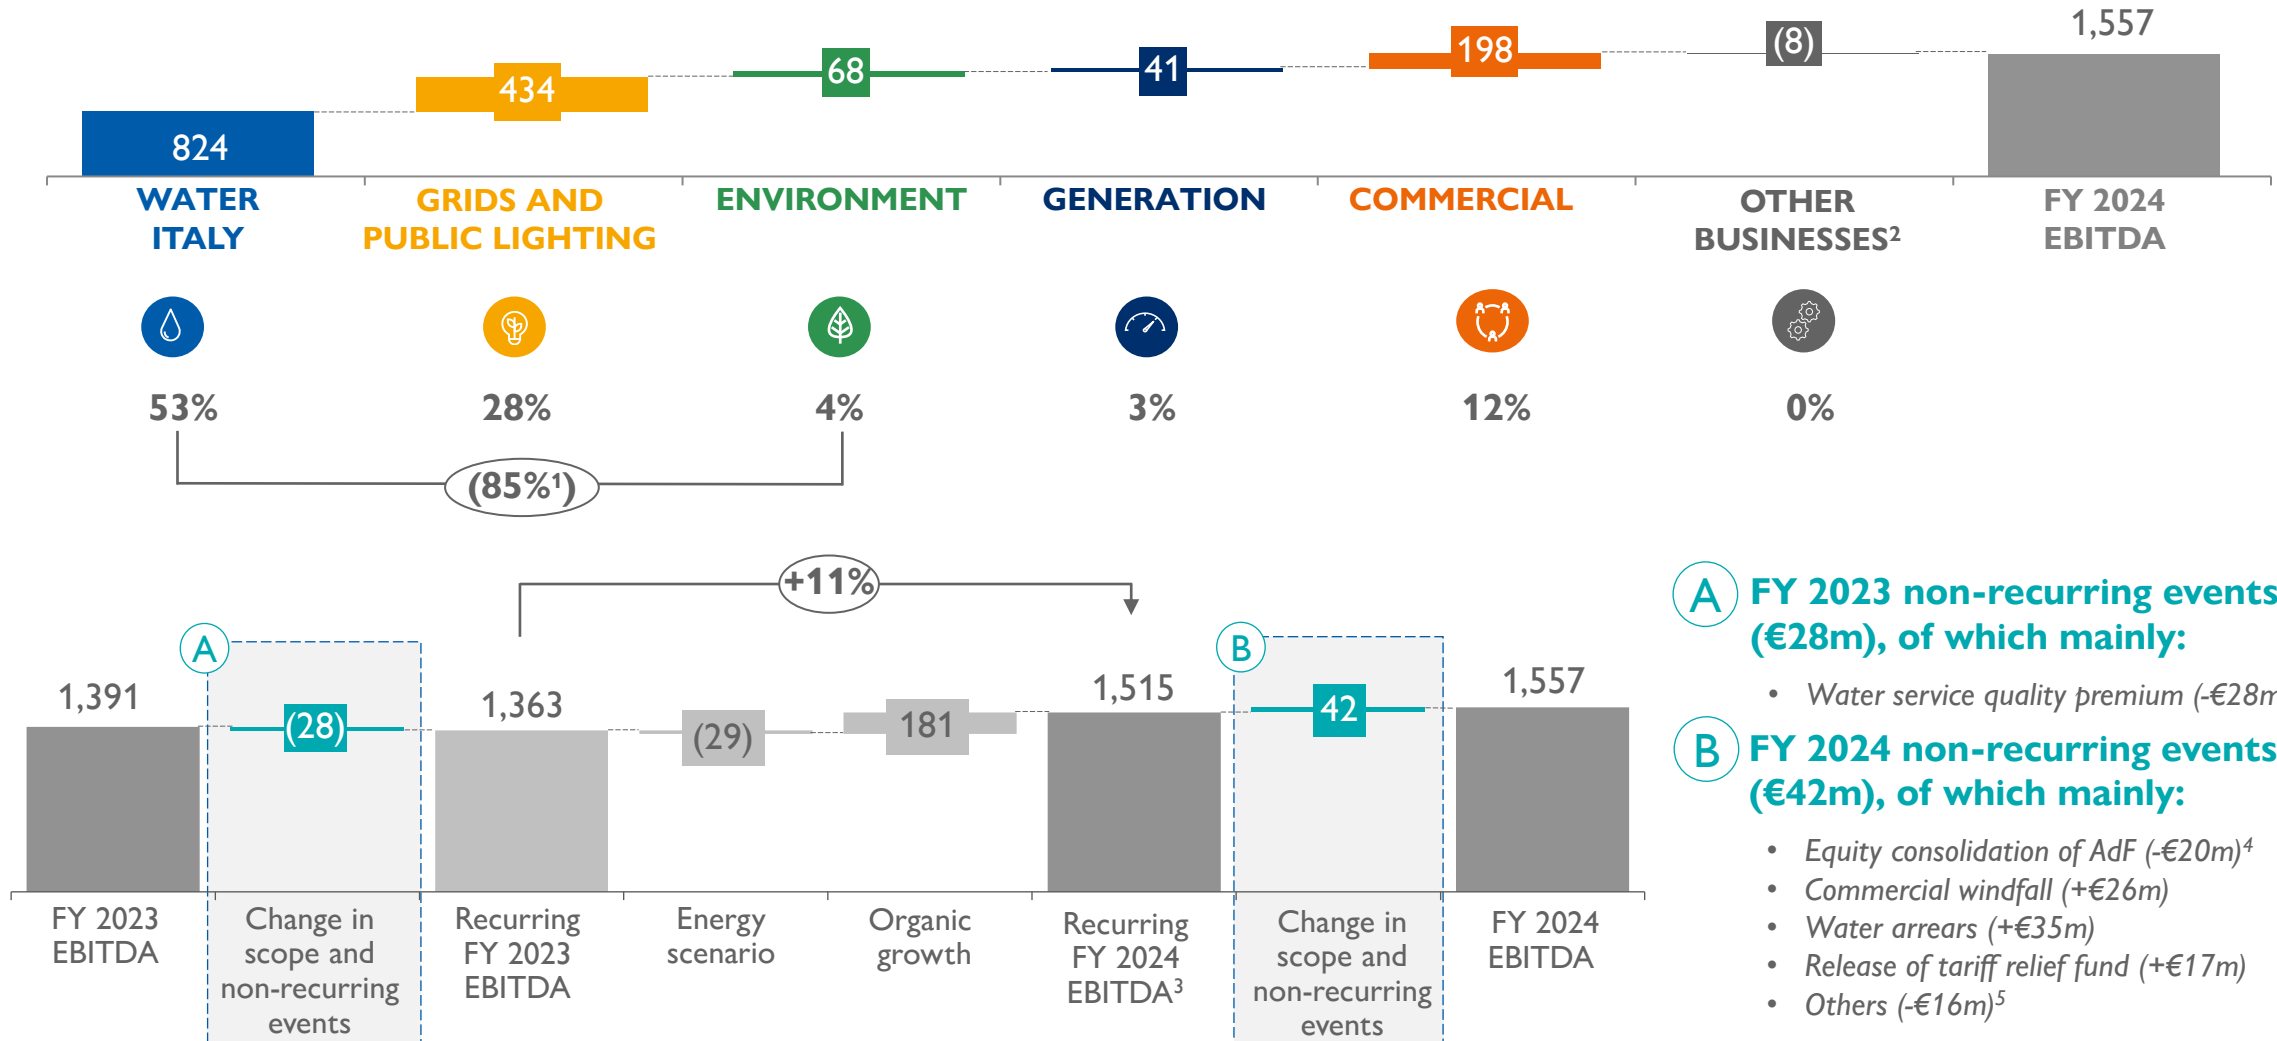 824
434
68
41
198
(8)
1,557
WATER
ITALY
GRIDS AND
PUBLIC LIGHTING
ENVIRONMENT
GENERATION
COMMERCIAL
OTHER
BUSINESSES²
FY 2024
EBITDA
53%
28%
4%
3%
12%
0%
(85%¹)
+11%
A
B
1,391
(28)
1,363
(29)
181
1,515
42
1,557
FY 2023
EBITDA
Change in
scope and
non-recurring
events
Recurring
FY 2023
EBITDA
Energy
scenario
Organic
growth
Recurring
FY 2024
EBITDA³
Change in
scope and
non-recurring
events
FY 2024
EBITDA
A
FY 2023 non-recurring events
(€28m), of which mainly:
• Water service quality premium (-€28m
B
FY 2024 non-recurring events
(€42m), of which mainly:
• Equity consolidation of AdF (-€20m)⁴
• Commercial windfall (+€26m)
• Water arrears (+€35m)
• Release of tariff relief fund (+€17m)
• Others (-€16m)⁵